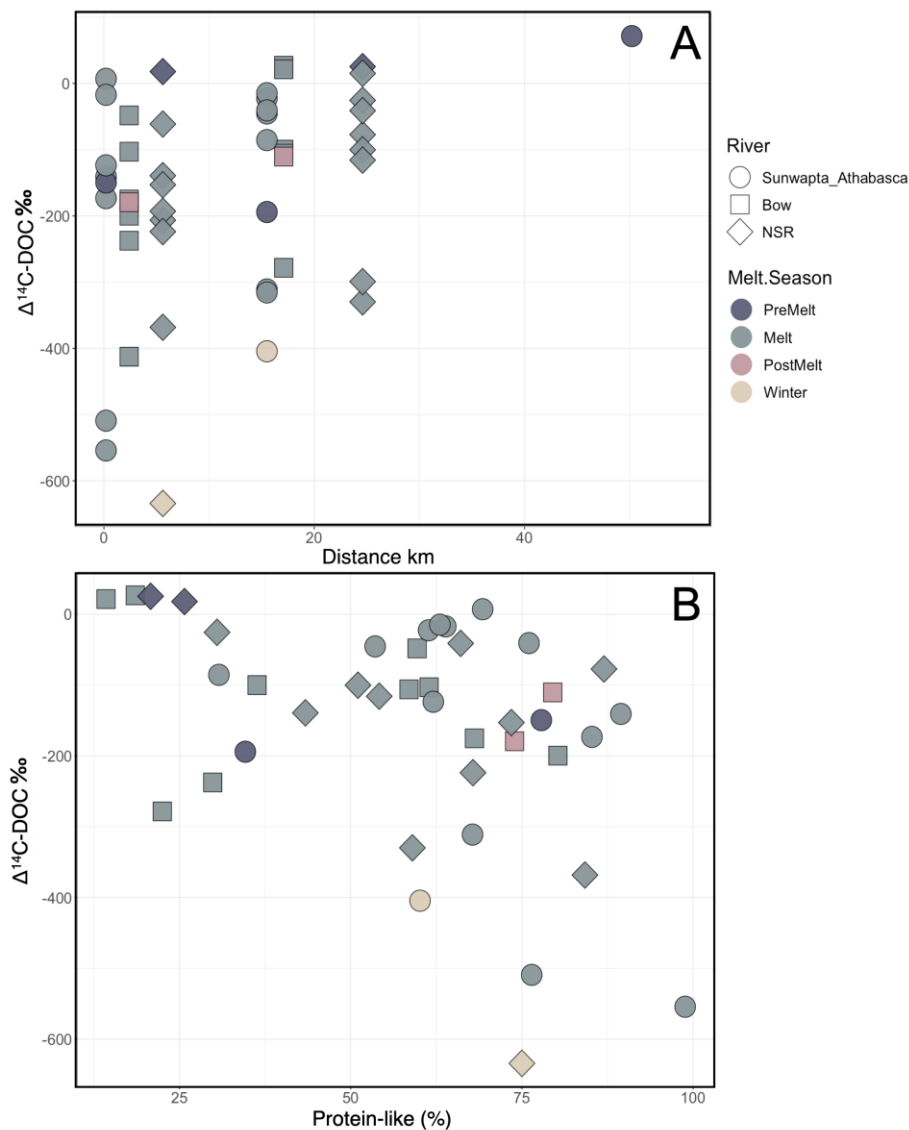 A
0
-200
-400
-600
Δ¹⁴C-DOC ‰
0
20
40
Distance km
River
Sunwapta_Athabasca
Bow
NSR
Melt.Season
PreMelt
Melt
PostMelt
Winter
B
0
-200
-400
-600
Δ¹⁴C-DOC ‰
25
50
75
100
Protein-like (%)